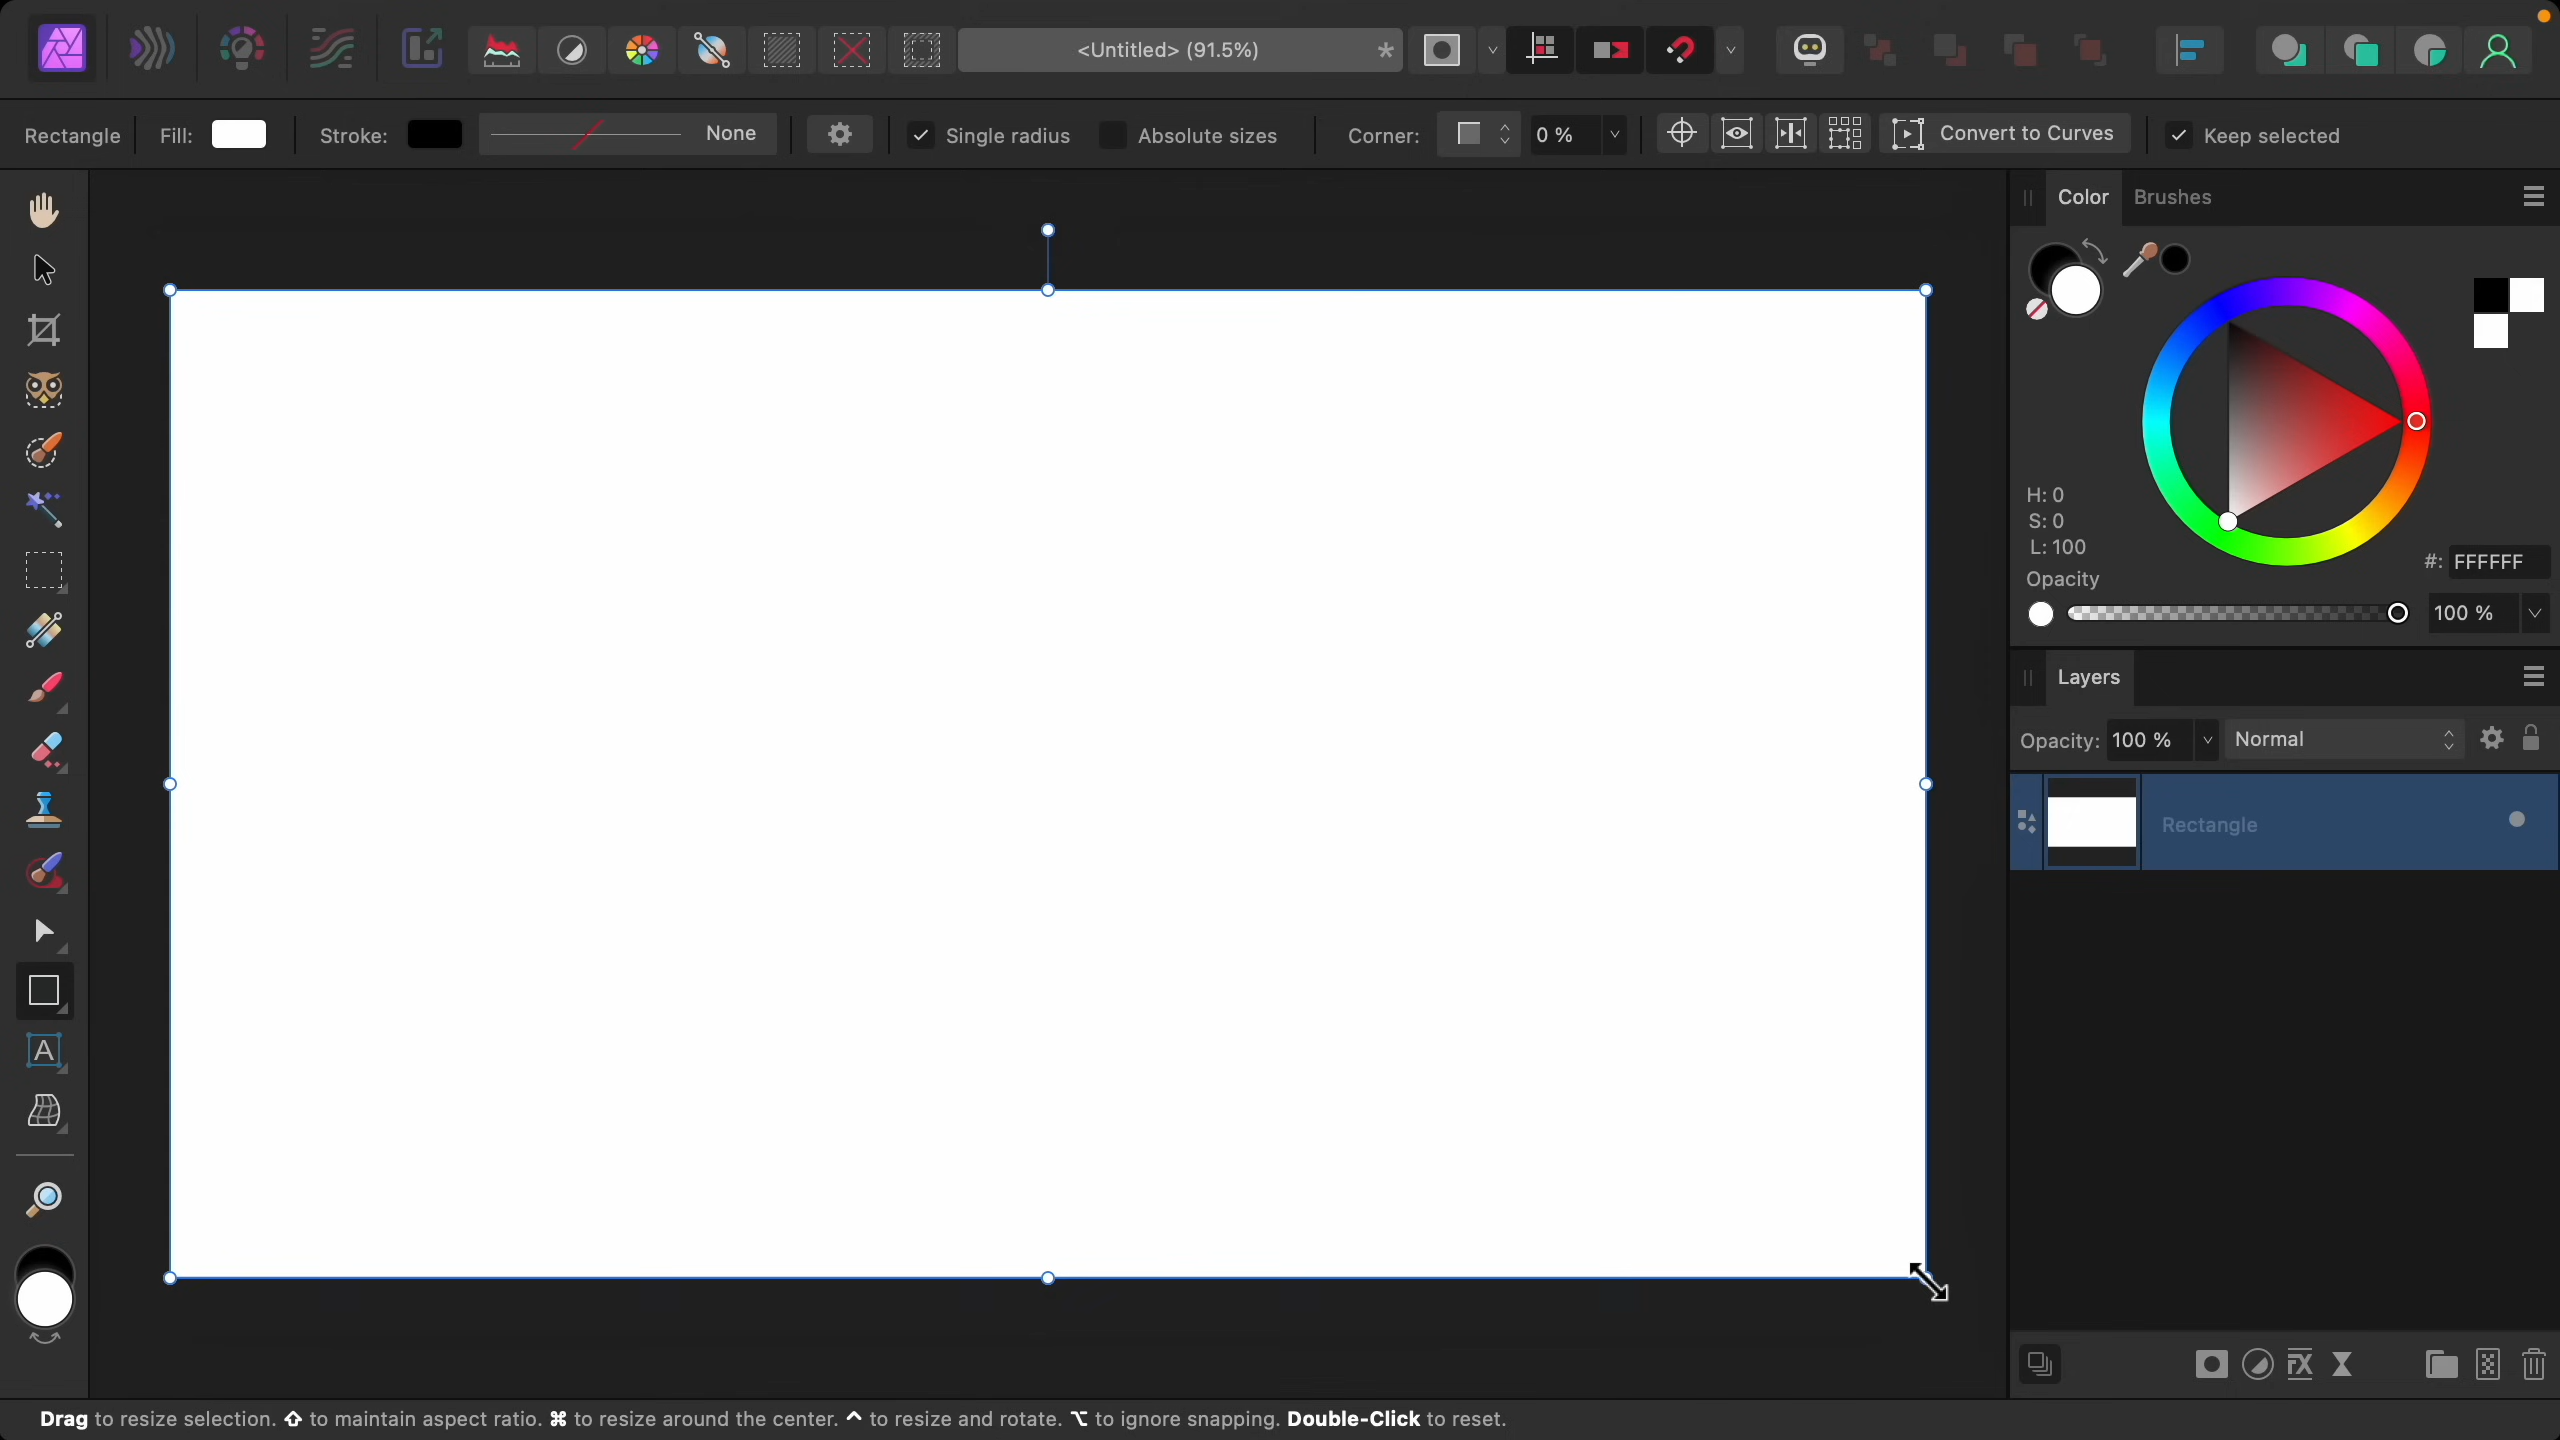 <Untitled> (91.5%) *
Rectangle Fill: Stroke: None Single radius Absolute sizes Corner: 0 % Convert to Curves Keep selected
Color Brushes
H: 0
S: 0
L: 100
#: FFFFFF
Opacity
100 %
Layers
Opacity: 100 % Normal
Rectangle
A
FX
Drag to resize selection. ⇧ to maintain aspect ratio. ⌘ to resize around the center. ^ to resize and rotate. ⌥ to ignore snapping. Double-Click to reset.